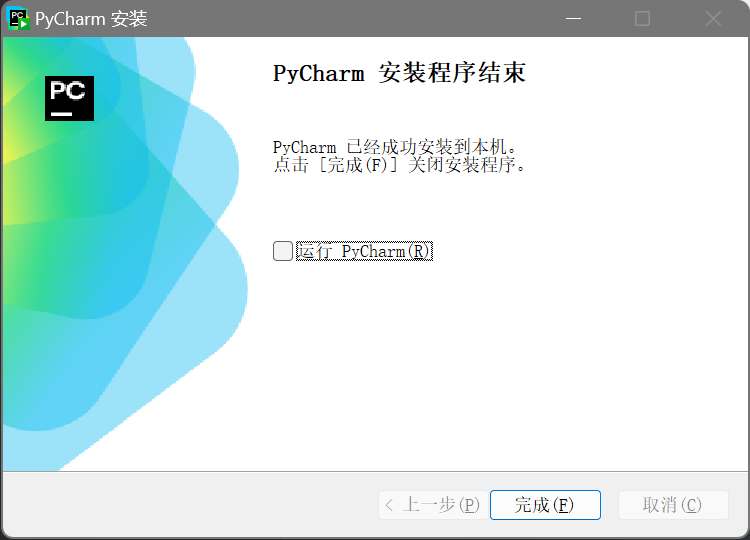 PyCharm 安装
PC
PyCharm 安装程序结束
PyCharm 已经成功安装到本机。
点击 [完成(F)] 关闭安装程序。
运行 PyCharm(R)
< 上一步(P)
完成(F)
取消(C)